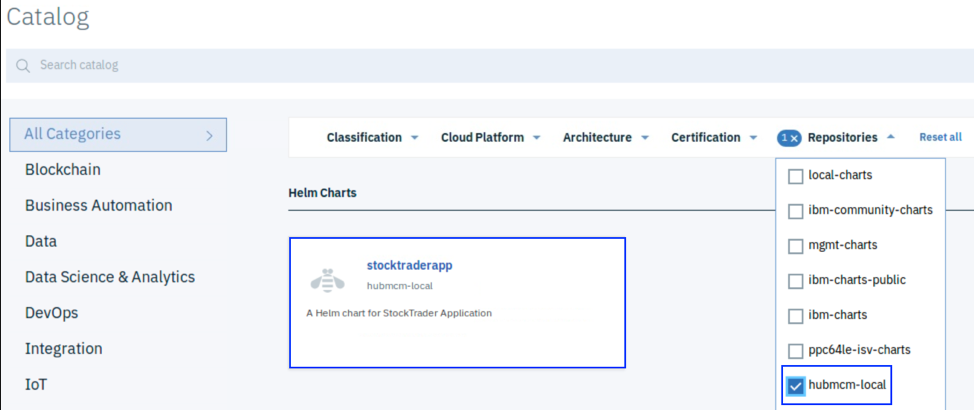 Catalog
Search catalog
All Categories
Blockchain
Business Automation
Data
Data Science & Analytics
DevOps
Integration
IoT
Classification
Cloud Platform
Architecture
Certification
1 × Repositories
Reset all
Helm Charts
stocktraderapp
hubmcm-local
A Helm chart for StockTrader Application
local-charts
ibm-community-charts
mgmt-charts
ibm-charts-public
ibm-charts
ppc64le-isv-charts
hubmcm-local